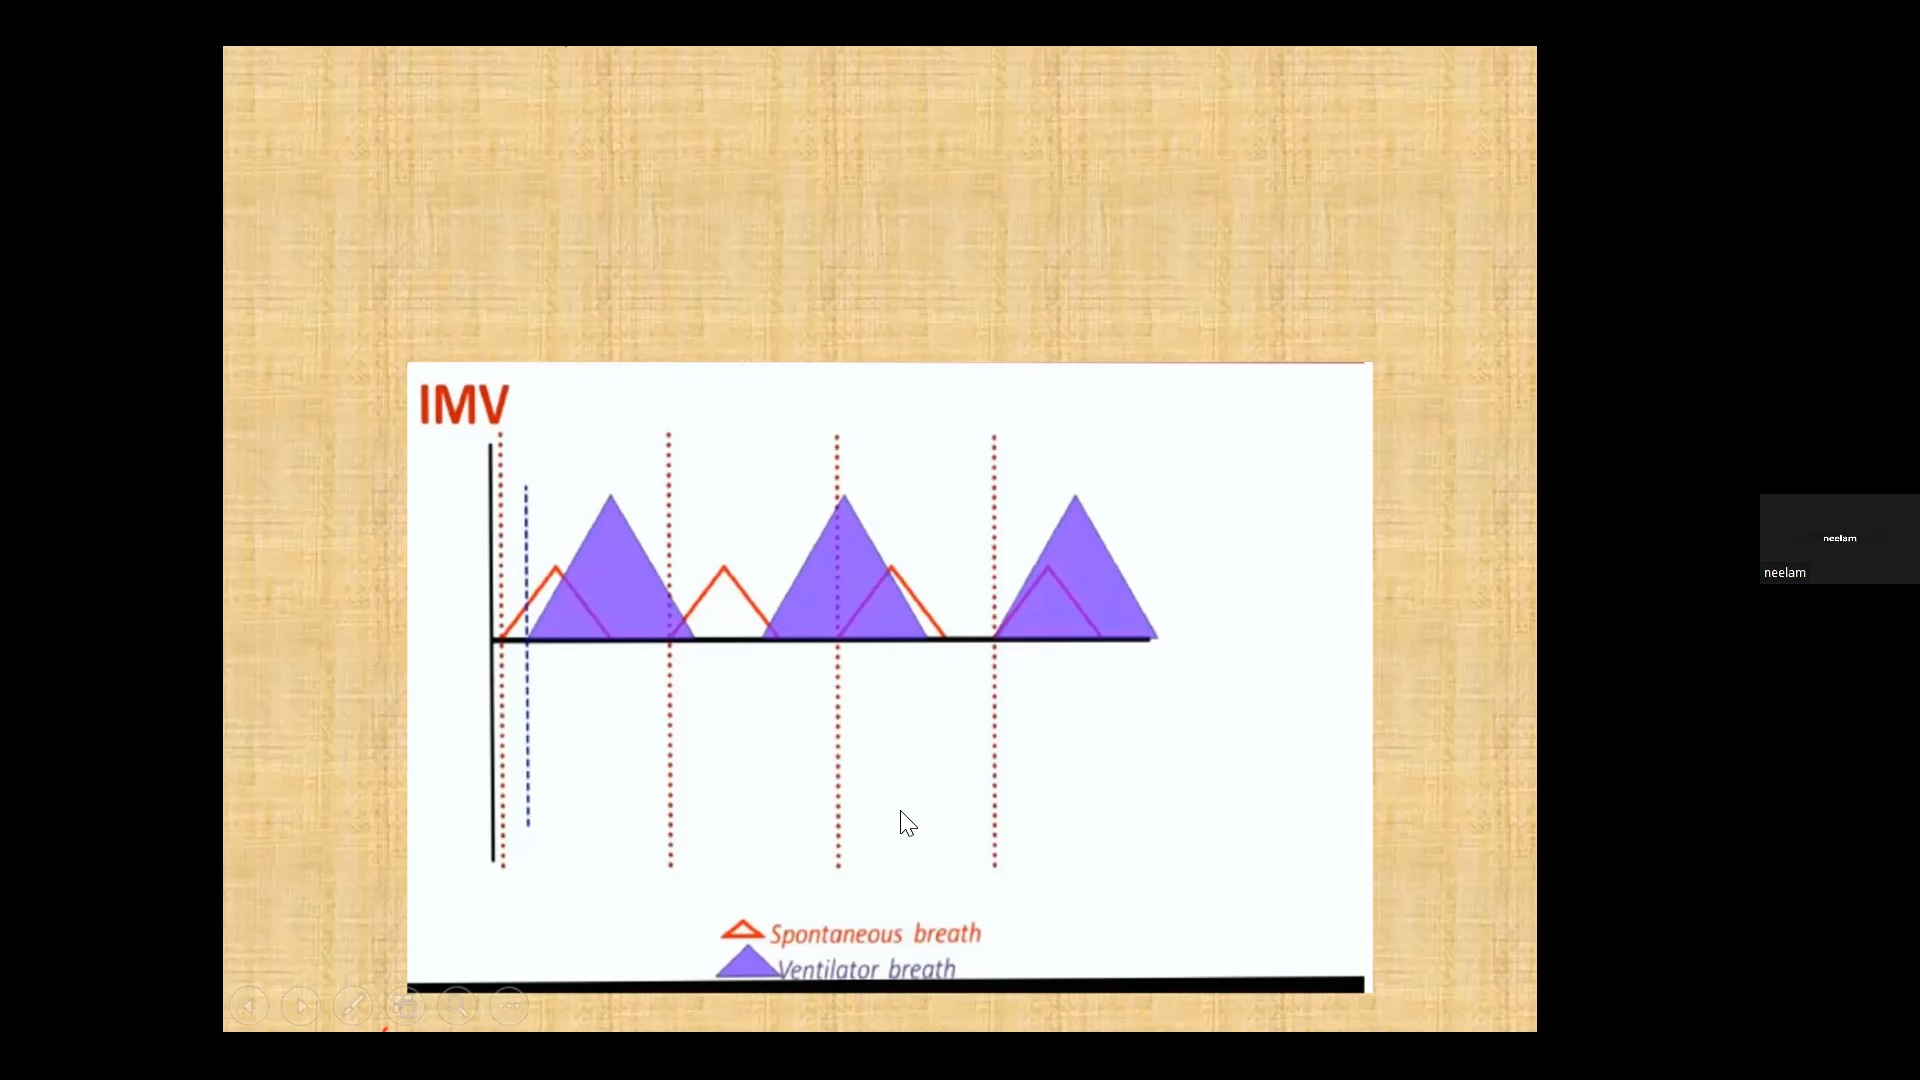 IMV
Spontaneous breath
Ventilator breath
neelam
neelam